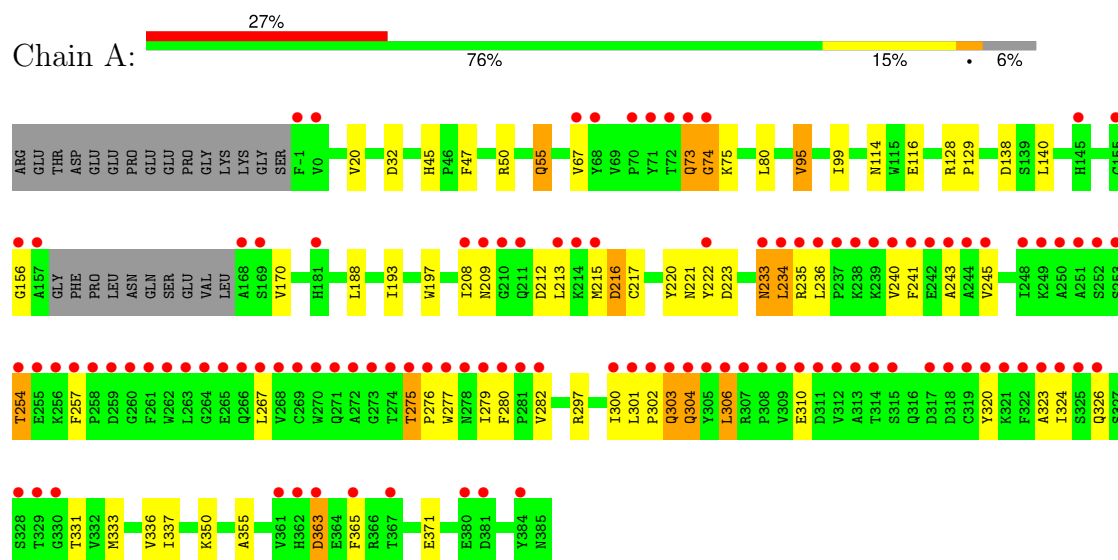 27%
Chain A:
76% 15% • 6%
ARG GLU THR ASP GLU GLU PRO GLU GLU PRO GLY LYS LYS GLY SER F-1 V0 V20 D32 H45 P46 F47 R50 Q55 V67 Y68 V69 P70 Y71 T72 Q73 G74 K75 L80 V95 I99 N114 W115 E116 R128 P129 D138 S139 L140 H145 C155
G156 A157 GLY PHE PRO LEU ASN GLN SER GLU VAL LEU A168 S169 V170 H181 L188 I193 W197 I208 N209 G210 Q211 D212 L213 K214 M215 D216 C217 Y220 N221 Y222 D223 N233 L234 R235 L236 P237 K238 K239 V240 F241 E242 A243 A244 V245 I248 K249 A250 A251 S252 S253
T254 E255 K256 F257 P258 D259 G260 F261 W262 L263 G264 E265 Q266 L267 V268 C269 W270 Q271 A272 G273 T274 T275 P276 W277 N278 I279 F280 P281 V282 R297 I300 L301 P302 Q303 Q304 Y305 L306 R307 P308 V309 E310 D311 V312 A313 T314 S315 Q316 D317 D318 C319 Y320 K321 F322 A323 I324 S325 Q326 S327
S328 T329 G330 T331 V332 M333 V336 I337 K350 A355 V361 H362 D363 E364 F365 R366 T367 E371 E380 D381 Y384 N385